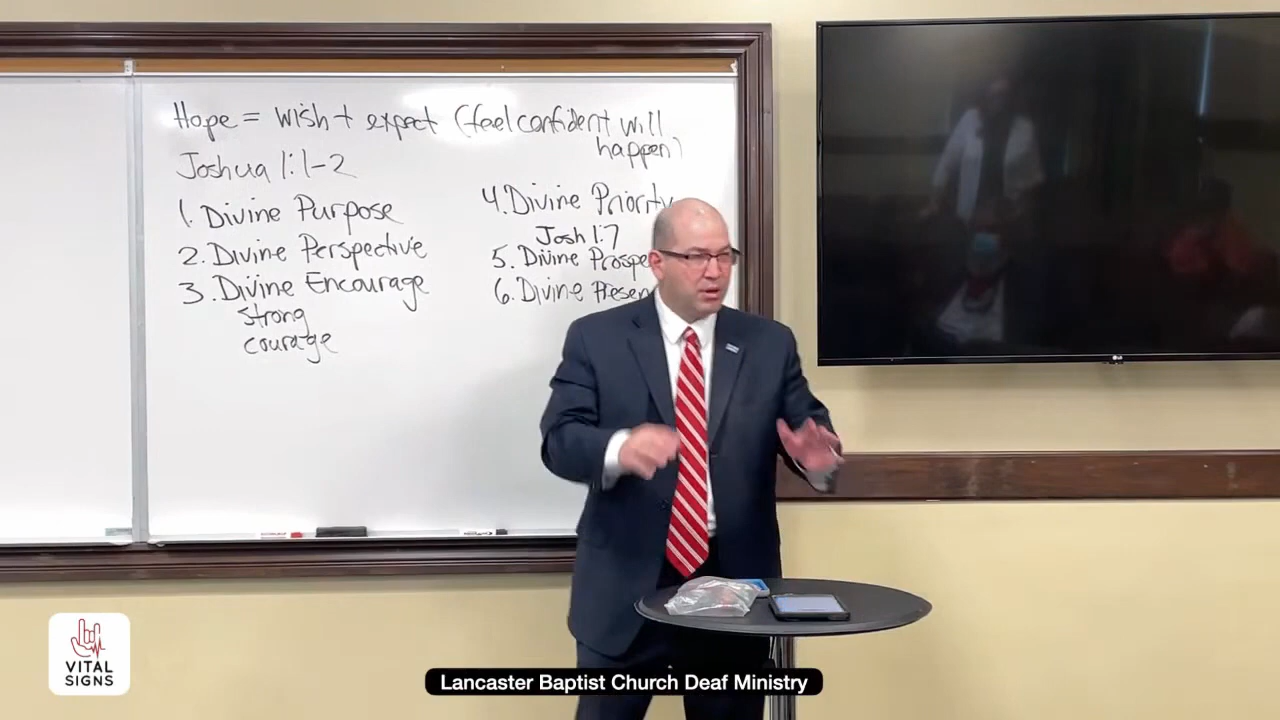 Hope = wish + expect (feel confident will
happen)
Joshua 1:1-2
1. Divine Purpose
2. Divine Perspective
3. Divine Encourage
strong
courage
4. Divine Priority
Josh 1:7
5. Divine
6. Divine
LG
VITAL
SIGNS
Lancaster Baptist Church Deaf Ministry